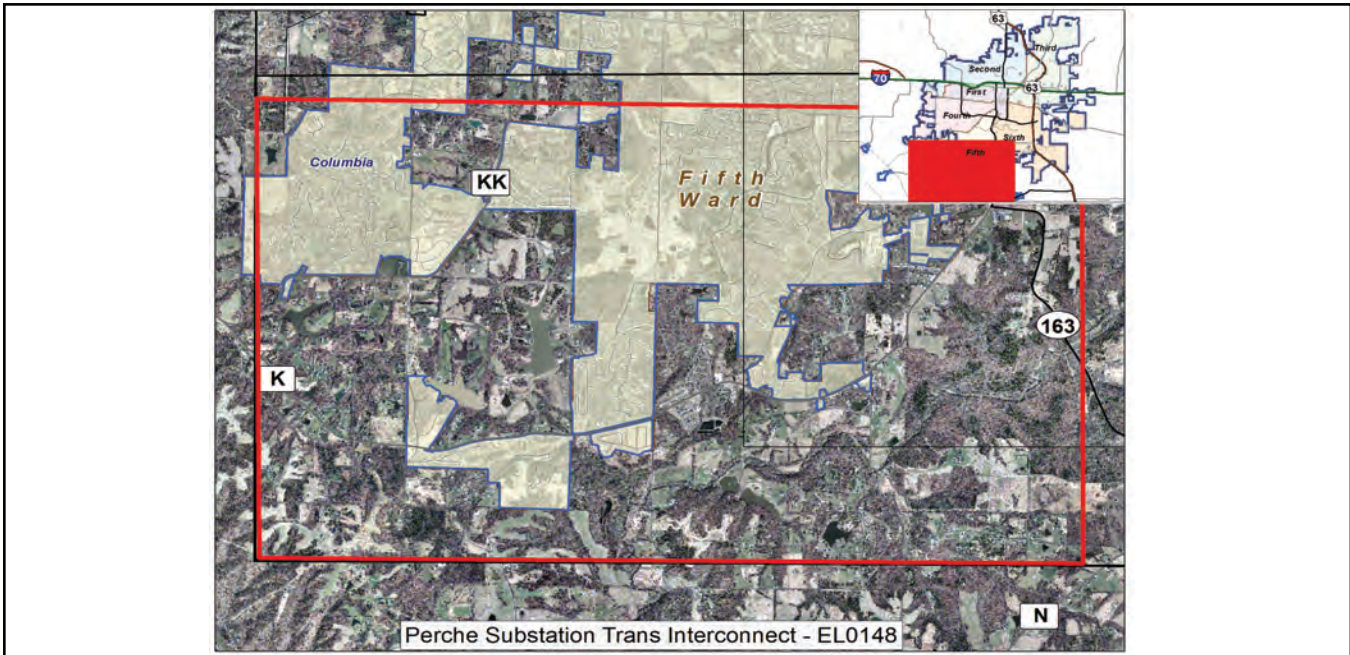 63
Third
Second
70
63
First
Fourth
Sixth
Fifth
Columbia
KK
Fifth
Ward
163
K
N
Perche Substation Trans Interconnect - EL0148